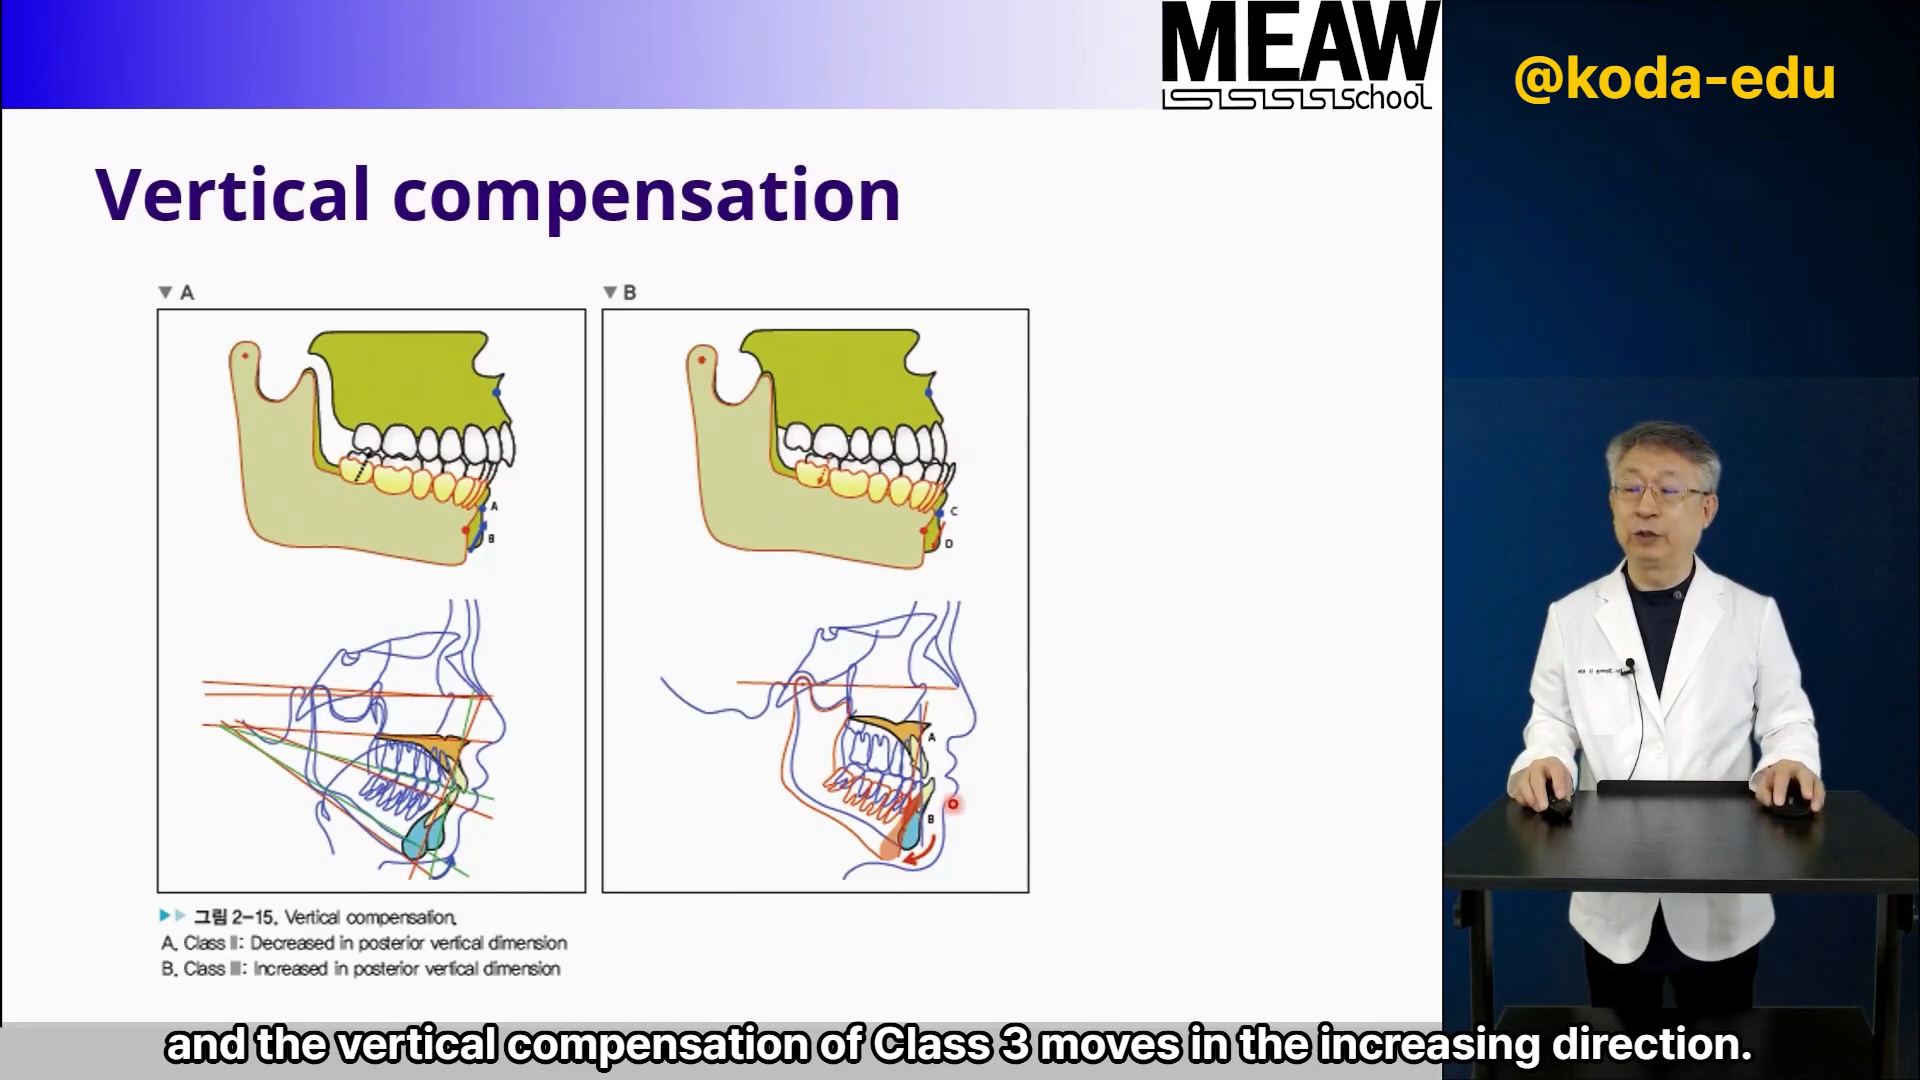 MEAW
school
@koda-edu
Vertical compensation
▼ A
▼ B
A
B
C
D
A
B
그림 2-15. Vertical compensation.
A. Class Ⅱ: Decreased in posterior vertical dimension
B. Class Ⅲ: Increased in posterior vertical dimension
and the vertical compensation of Class 3 moves in the increasing direction.